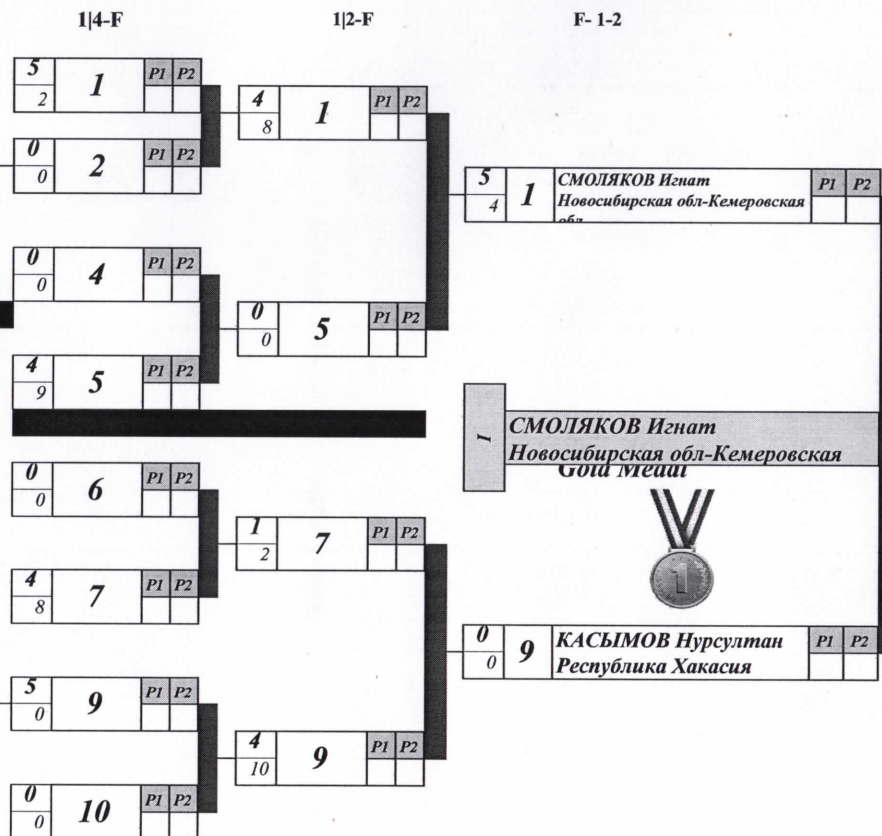 1|4-F 1|2-F F- 1-2
5 2 1 P1 P2
4 8 1 P1 P2
0 0 2 P1 P2
5 4 1 СМОЛЯКОВ Игнат P1 P2
Новосибирская обл-Кемеровская
обл
0 0 4 P1 P2
0 0 5 P1 P2
4 9 5 P1 P2
1 СМОЛЯКОВ Игнат
Новосибирская обл-Кемеровская
Gold Medal
0 0 6 P1 P2
1 2 7 P1 P2
1
4 8 7 P1 P2
0 0 9 КАСЫМОВ Нурсултан P1 P2
Республика Хакасия
5 0 9 P1 P2
4 10 9 P1 P2
0 0 10 P1 P2